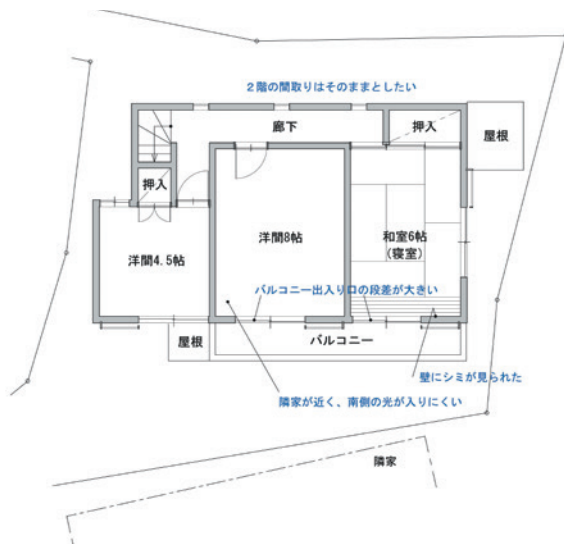 ２階の間取りはそのままとしたい
廊下
押入
屋根
押入
洋間4.5帖
洋間8帖
和室6帖
(寝室)
バルコニー出入り口の段差が大きい
屋根
バルコニー
壁にシミが見られた
隣家が近く、南側の光が入りにくい
隣家